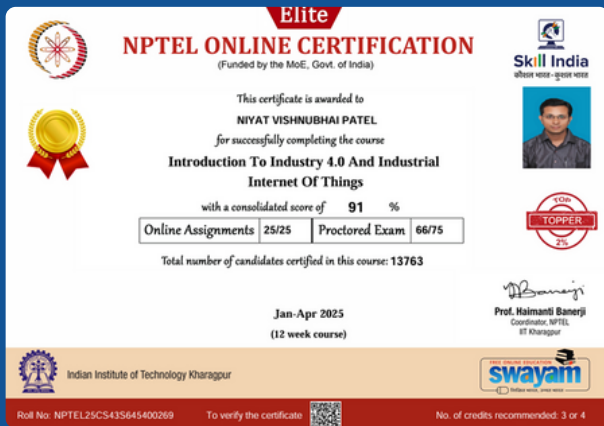 Elite
NPTEL ONLINE CERTIFICATION
(Funded by the MoE, Govt. of India)
Skill India
कौशल भारत-कुशल भारत
This certificate is awarded to
NIYAT VISHNUBHAI PATEL
for successfully completing the course
Introduction To Industry 4.0 And Industrial
Internet Of Things
with a consolidated score of 91 %
Online Assignments 25/25 Proctored Exam 66/75
TOP
TOPPER
2%
Total number of candidates certified in this course: 13763
Jan-Apr 2025
(12 week course)
Prof. Haimanti Banerji
Coordinator, NPTEL
IIT Kharagpur
Indian Institute of Technology Kharagpur
FREE ONLINE EDUCATION
swayam
Roll No: NPTEL25CS43S645400269 To verify the certificate No. of credits recommended: 3 or 4